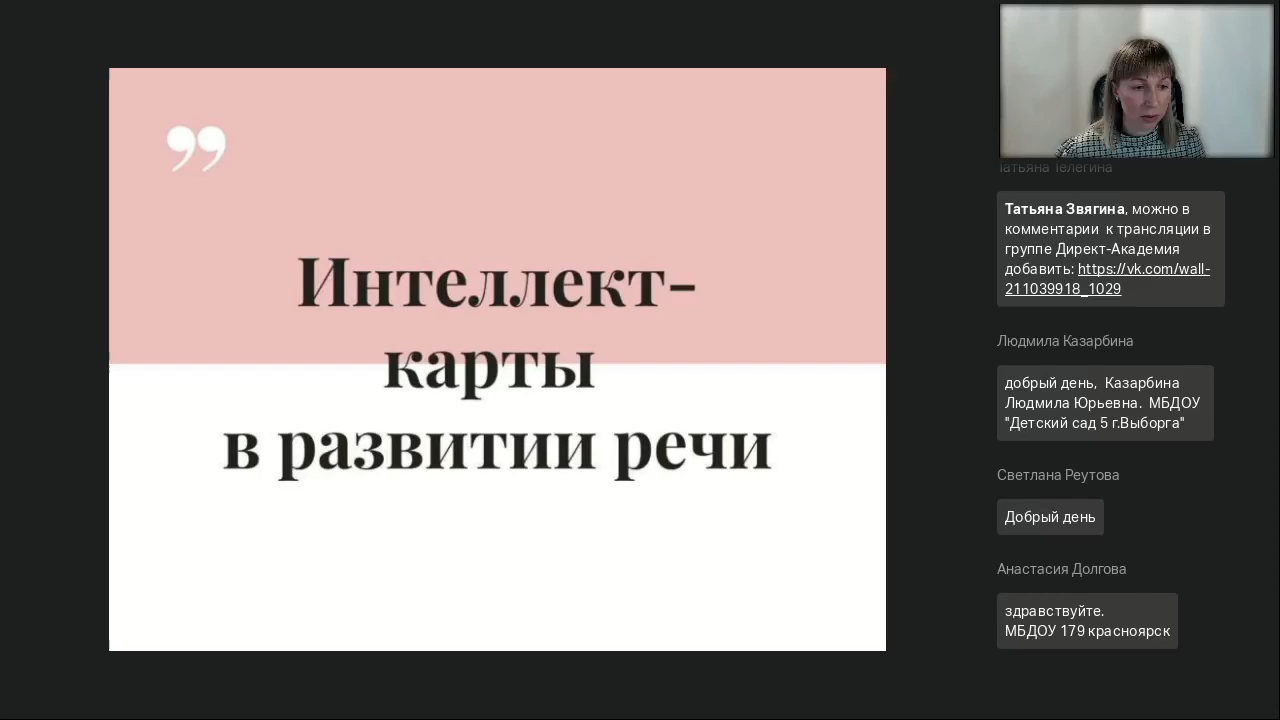 ”
Интеллект-
карты
в развитии речи
Татьяна Телегина
Татьяна Звягина, можно в
комментарии к трансляции в
группе Директ-Академия
добавить: https://vk.com/wall-
211039918_1029
Людмила Казарбина
добрый день, Казарбина
Людмила Юрьевна. МБДОУ
"Детский сад 5 г.Выборга"
Светлана Реутова
Добрый день
Анастасия Долгова
здравствуйте.
МБДОУ 179 красноярск